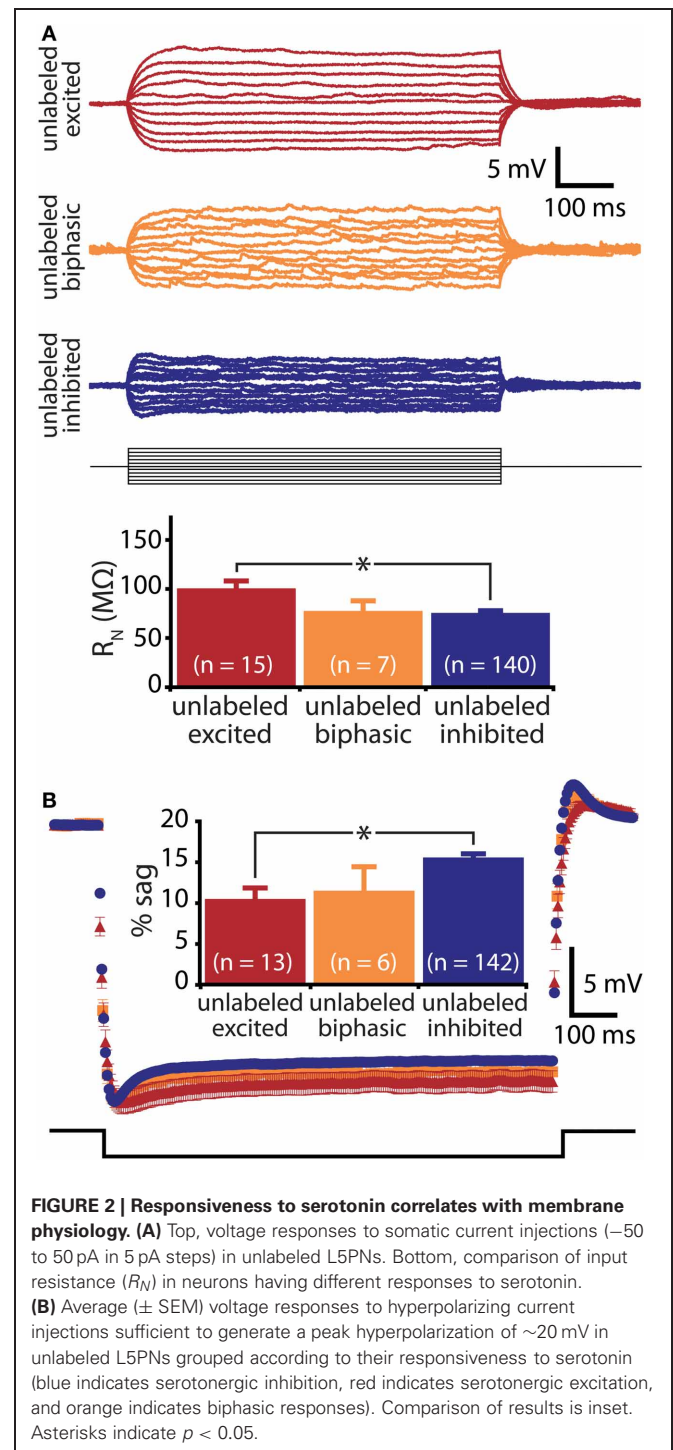 A
unlabeled
excited
5 mV
100 ms
unlabeled
biphasic
unlabeled
inhibited
150
100
50
0
R_N (MΩ)
*
(n = 15)
(n = 7)
(n = 140)
unlabeled
excited
unlabeled
biphasic
unlabeled
inhibited
B
20
15
10
5
0
% sag
*
(n = 13)
(n = 6)
(n = 142)
unlabeled
excited
unlabeled
biphasic
unlabeled
inhibited
5 mV
100 ms
FIGURE 2 | Responsiveness to serotonin correlates with membrane
physiology. (A) Top, voltage responses to somatic current injections (−50
to 50 pA in 5 pA steps) in unlabeled L5PNs. Bottom, comparison of input
resistance (R_N) in neurons having different responses to serotonin.
(B) Average (± SEM) voltage responses to hyperpolarizing current
injections sufficient to generate a peak hyperpolarization of ~20 mV in
unlabeled L5PNs grouped according to their responsiveness to serotonin
(blue indicates serotonergic inhibition, red indicates serotonergic excitation,
and orange indicates biphasic responses). Comparison of results is inset.
Asterisks indicate p < 0.05.